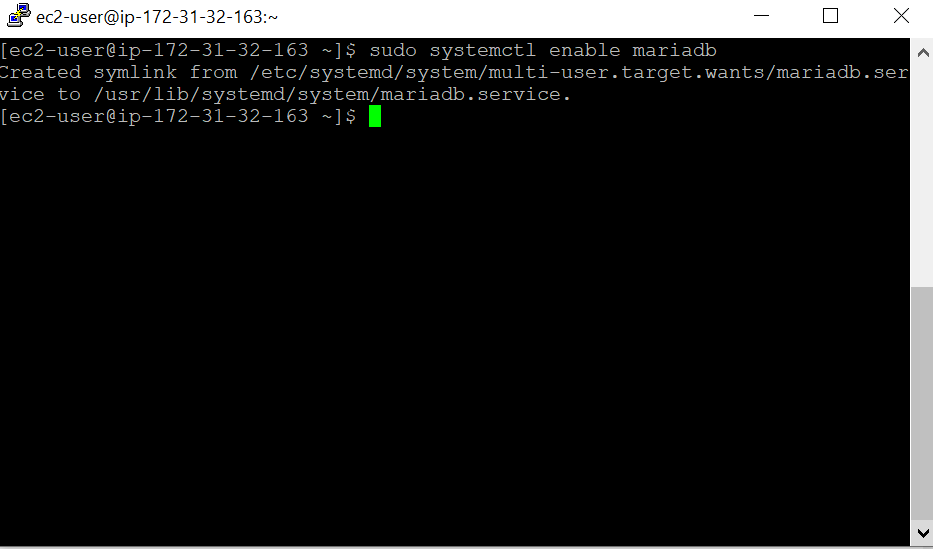 ec2-user@ip-172-31-32-163:~
[ec2-user@ip-172-31-32-163 ~]$ sudo systemctl enable mariadb
Created symlink from /etc/systemd/system/multi-user.target.wants/mariadb.ser
vice to /usr/lib/systemd/system/mariadb.service.
[ec2-user@ip-172-31-32-163 ~]$